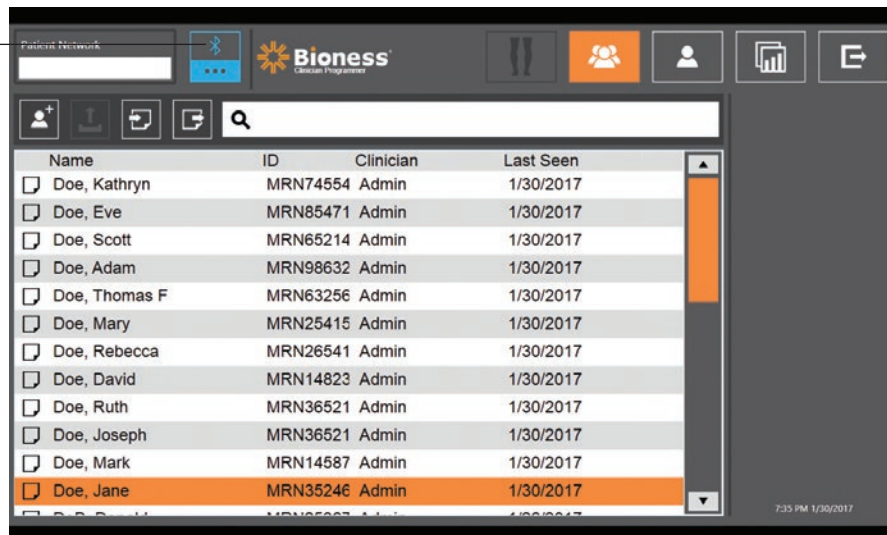 Patient Network
Bioness
Clinician Programmer
Name ID Clinician Last Seen
Doe, Kathryn MRN74554 Admin 1/30/2017
Doe, Eve MRN85471 Admin 1/30/2017
Doe, Scott MRN65214 Admin 1/30/2017
Doe, Adam MRN98632 Admin 1/30/2017
Doe, Thomas F MRN63256 Admin 1/30/2017
Doe, Mary MRN25415 Admin 1/30/2017
Doe, Rebecca MRN26541 Admin 1/30/2017
Doe, David MRN14823 Admin 1/30/2017
Doe, Ruth MRN36521 Admin 1/30/2017
Doe, Joseph MRN36521 Admin 1/30/2017
Doe, Mark MRN14587 Admin 1/30/2017
Doe, Jane MRN35246 Admin 1/30/2017
7:35 PM 1/30/2017